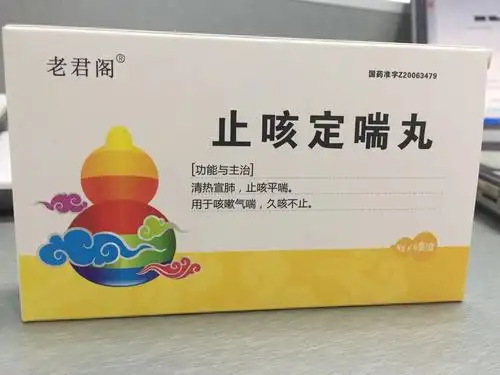 老君阁®
国药准字Z20063479
止咳定喘丸
[功能与主治]
清热宣肺，止咳平喘。
用于咳嗽气喘，久咳不止。